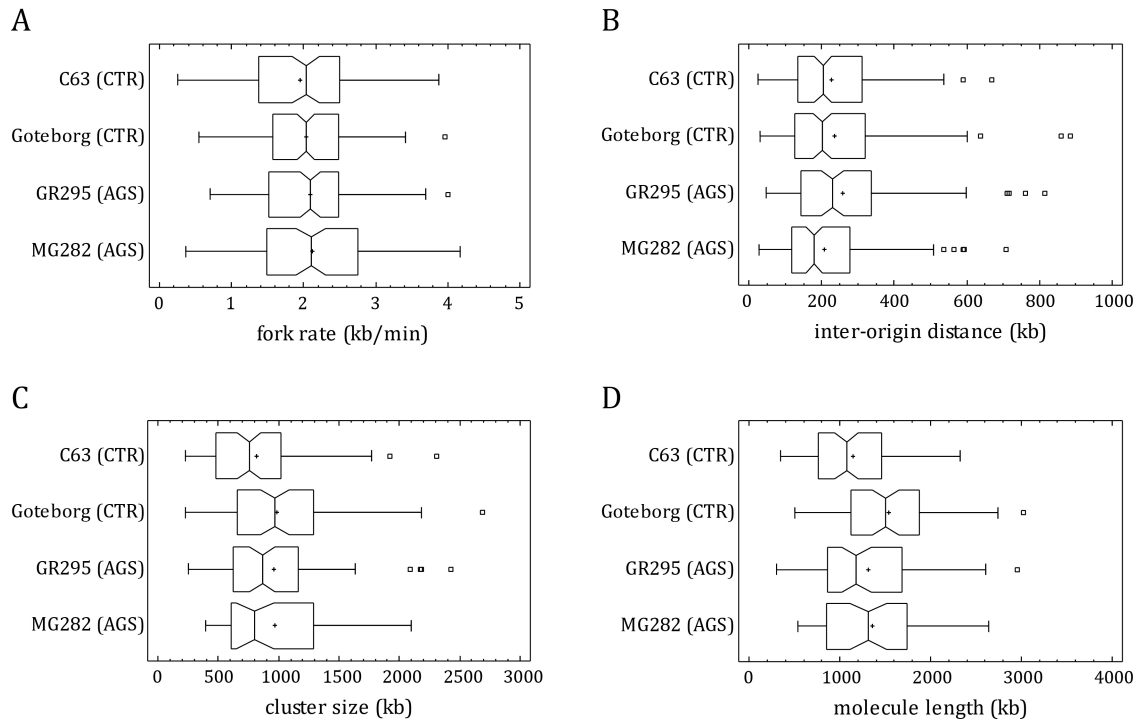 A
C63 (CTR)
Goteborg (CTR)
GR295 (AGS)
MG282 (AGS)
0 1 2 3 4 5
fork rate (kb/min)
B
C63 (CTR)
Goteborg (CTR)
GR295 (AGS)
MG282 (AGS)
0 200 400 600 800 1000
inter-origin distance (kb)
C
C63 (CTR)
Goteborg (CTR)
GR295 (AGS)
MG282 (AGS)
0 500 1000 1500 2000 2500 3000
cluster size (kb)
D
C63 (CTR)
Goteborg (CTR)
GR295 (AGS)
MG282 (AGS)
0 1000 2000 3000 4000
molecule length (kb)